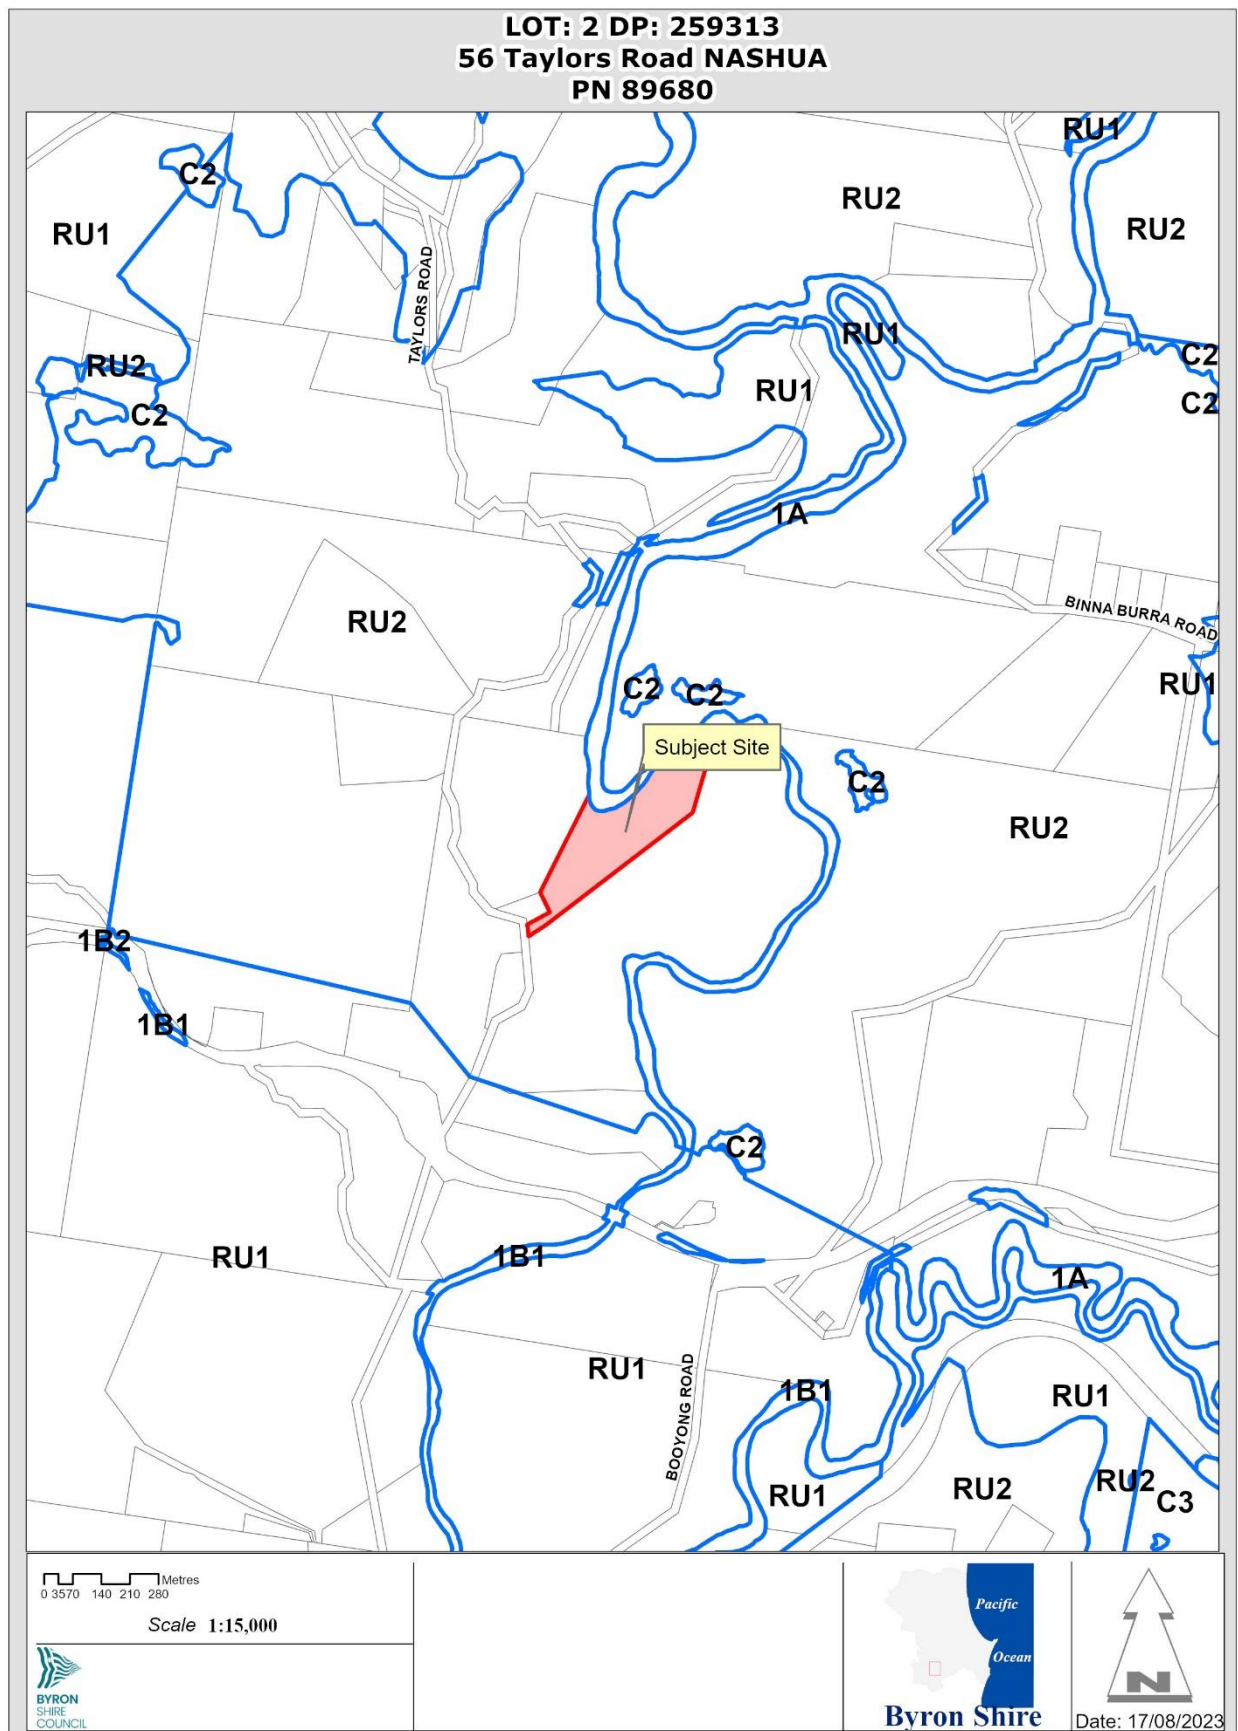 LOT: 2 DP: 259313
56 Taylors Road NASHUA
PN 89680
RU1
C2
RU2
RU1
RU2
TAYLORS ROAD
RU1
RU2
C2
RU1
C2
C2
C2
1A
RU2
BINNA BURRA ROAD
C2
C2
RU1
Subject Site
C2
RU2
1B2
1B1
C2
RU1
1B1
1A
RU1
BOOYONG ROAD
1B1
RU1
RU1
RU2
RU2
C3
0 3570 140 210 280 Metres
Scale 1:15,000
BYRON
SHIRE
COUNCIL
Pacific
Ocean
Byron Shire
N
Date: 17/08/2023